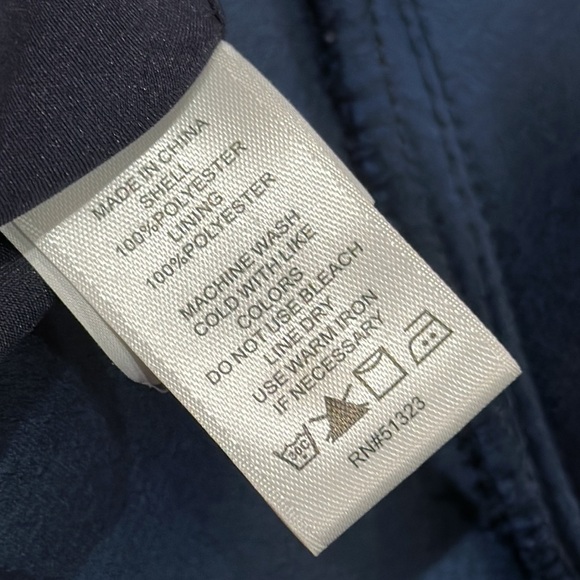 MADE IN CHINA
SHELL
100%POLYESTER
LINING
100%POLYESTER
MACHINE WASH
COLD WITH LIKE
COLORS
DO NOT USE BLEACH
LINE DRY
USE WARM IRON
IF NECESSARY
30C
RN#51323